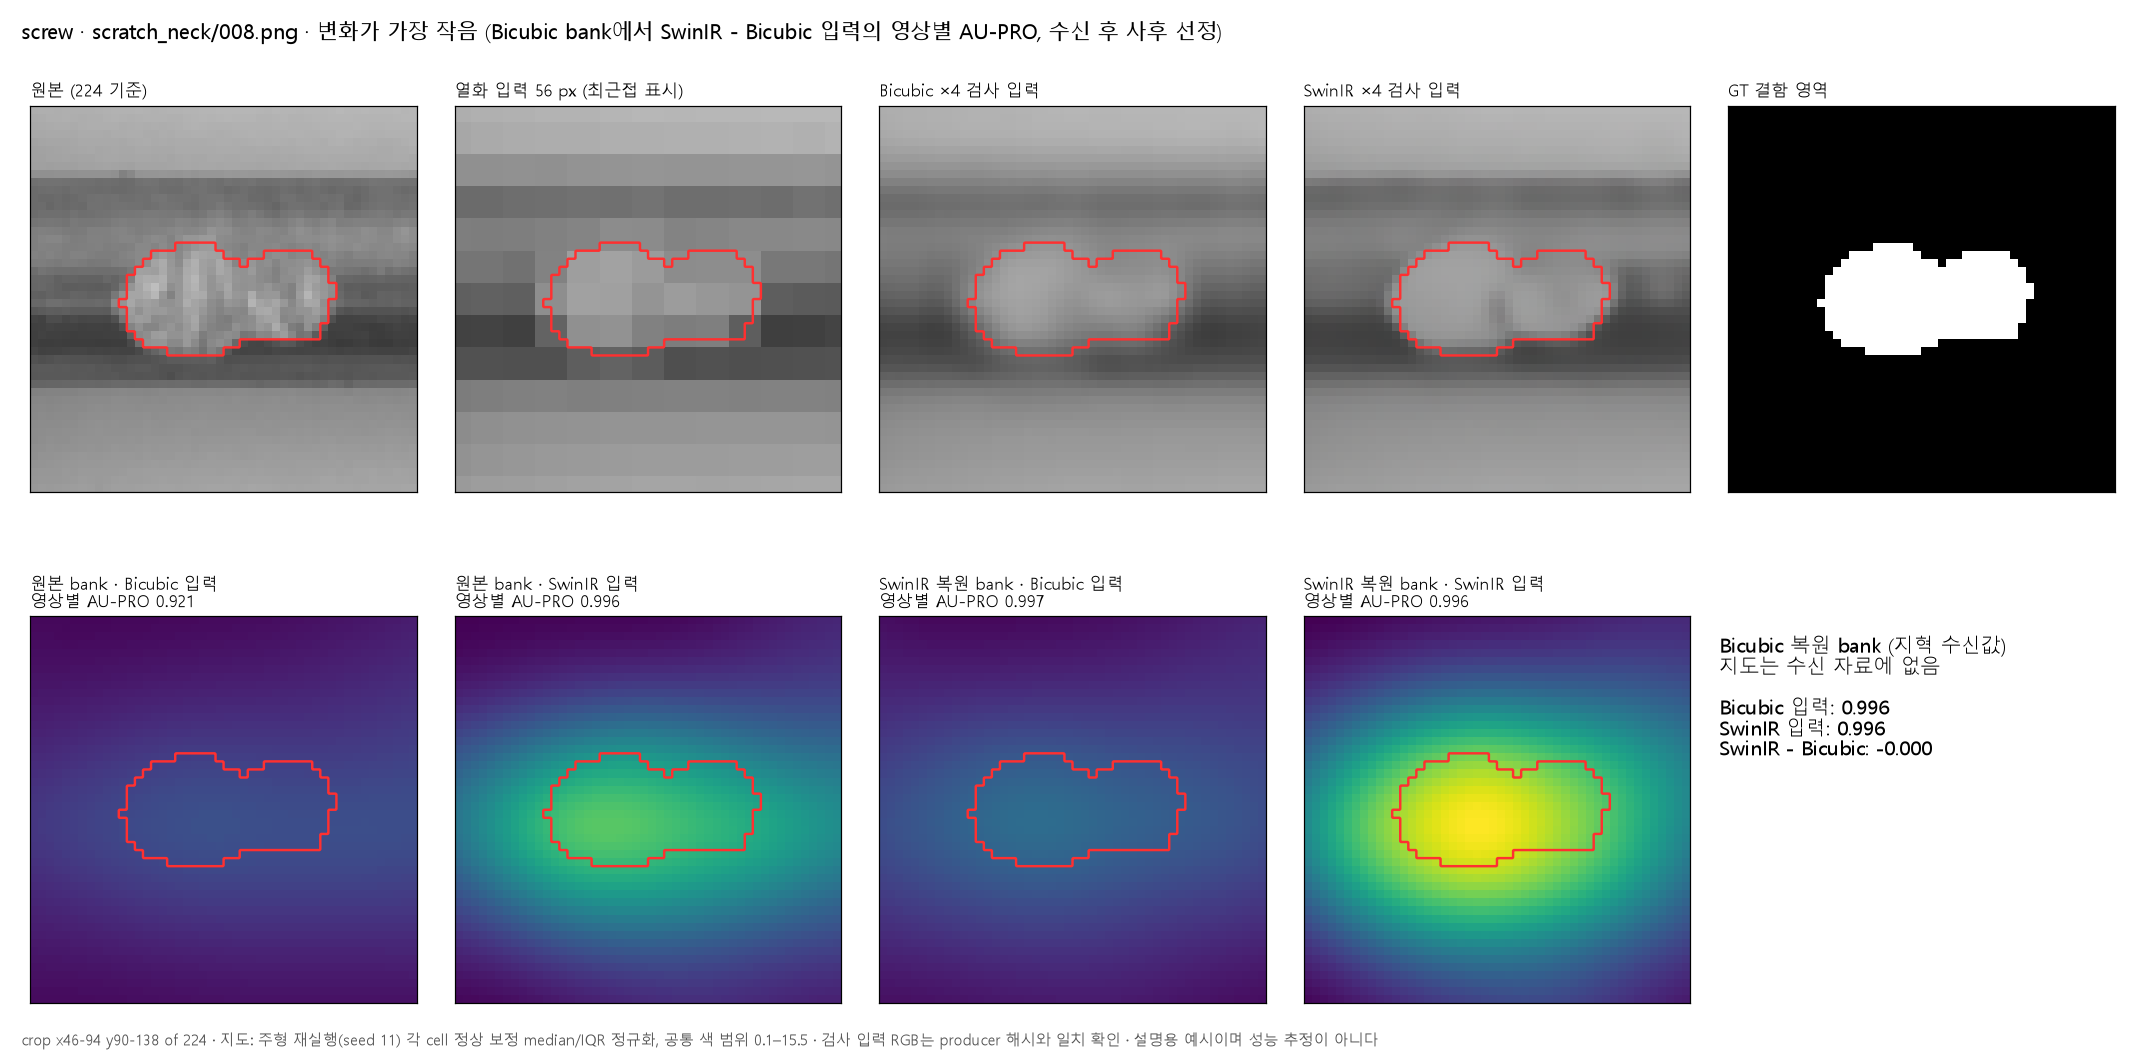 screw · scratch_neck/008.png · 변화가 가장 작음 (Bicubic bank에서 SwinIR - Bicubic 입력의 영상별 AU-PRO, 수신 후 사후 선정)
원본 (224 기준)
열화 입력 56 px (최근접 표시)
Bicubic ×4 검사 입력
SwinIR ×4 검사 입력
GT 결함 영역
원본 bank · Bicubic 입력
영상별 AU-PRO 0.921
원본 bank · SwinIR 입력
영상별 AU-PRO 0.996
SwinIR 복원 bank · Bicubic 입력
영상별 AU-PRO 0.997
SwinIR 복원 bank · SwinIR 입력
영상별 AU-PRO 0.996
Bicubic 복원 bank (지혁 수신값)
지도는 수신 자료에 없음
Bicubic 입력: 0.996
SwinIR 입력: 0.996
SwinIR - Bicubic: -0.000
crop x46-94 y90-138 of 224 · 지도: 주형 재실행(seed 11) 각 cell 정상 보정 median/IQR 정규화, 공통 색 범위 0.1–15.5 · 검사 입력 RGB는 producer 해시와 일치 확인 · 설명용 예시이며 성능 추정이 아니다